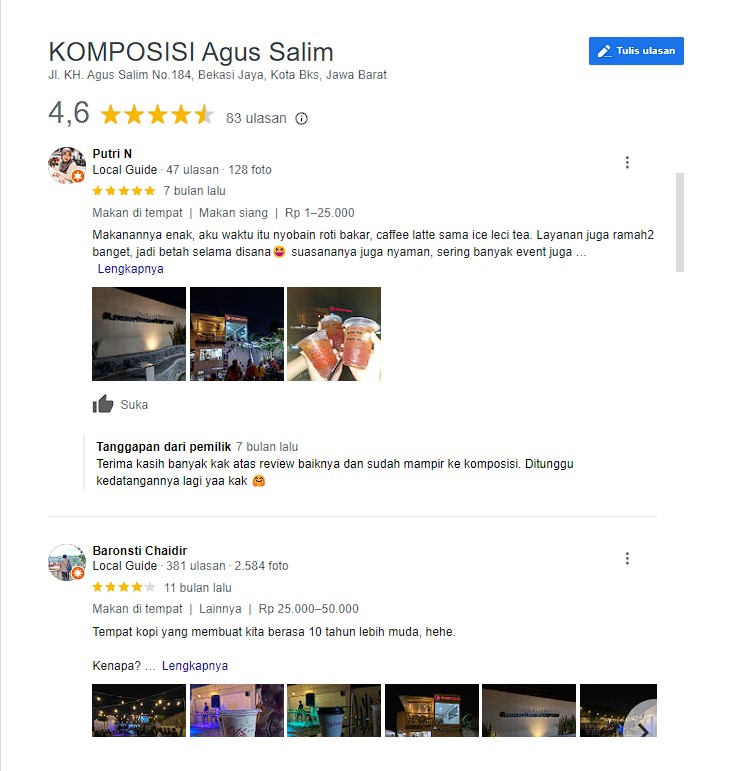 KOMPOSISI Agus Salim
Tulis ulasan
Jl. KH. Agus Salim No.184, Bekasi Jaya, Kota Bks, Jawa Barat
4,6 83 ulasan
Putri N
Local Guide · 47 ulasan · 128 foto
7 bulan lalu
Makan di tempat | Makan siang | Rp 1–25.000
Makanannya enak, aku waktu itu nyobain roti bakar, caffee latte sama ice leci tea. Layanan juga ramah2
banget, jadi betah selama disana😆 suasananya juga nyaman, sering banyak event juga …
Lengkapnya
Suka
Tanggapan dari pemilik 7 bulan lalu
Terima kasih banyak kak atas review baiknya dan sudah mampir ke komposisi. Ditunggu
kedatangannya lagi yaa kak 🤗
Baronsti Chaidir
Local Guide · 381 ulasan · 2.584 foto
11 bulan lalu
Makan di tempat | Lainnya | Rp 25.000–50.000
Tempat kopi yang membuat kita berasa 10 tahun lebih muda, hehe.
Kenapa? … Lengkapnya